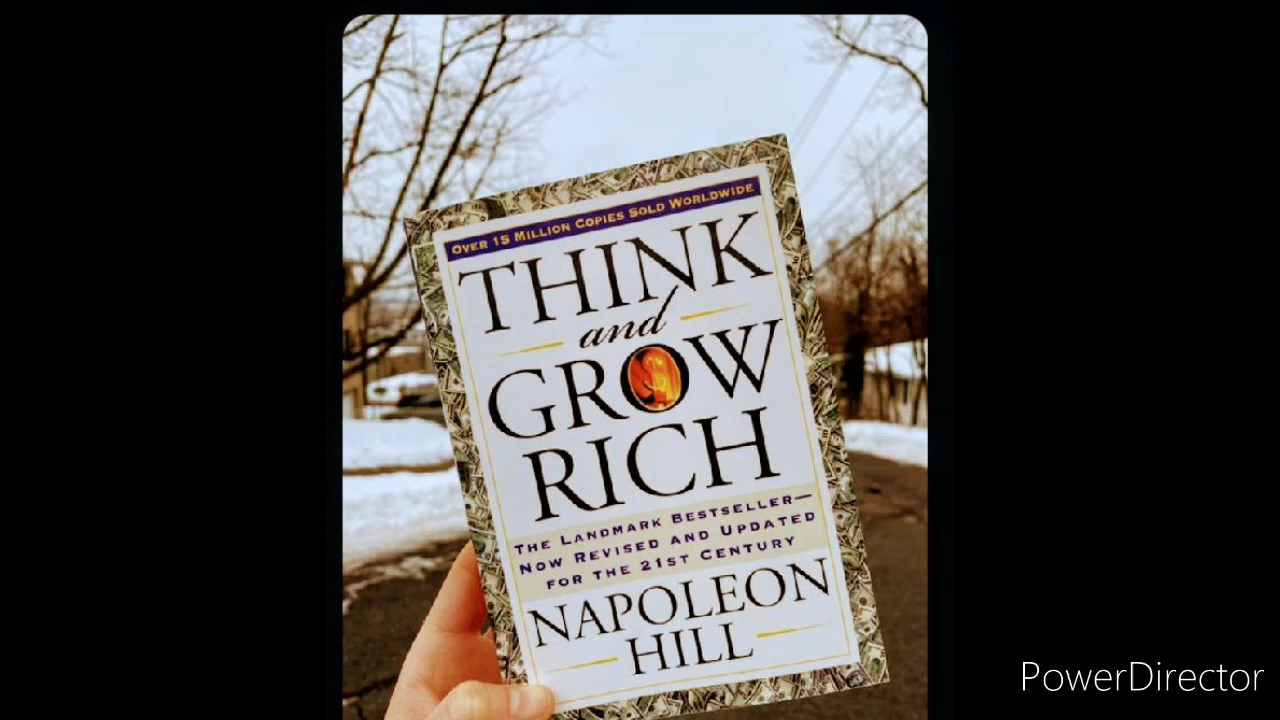 Over 15 Million Copies Sold Worldwide
THINK
and
GROW
RICH
The Landmark Bestseller—
Now Revised and Updated
for the 21st Century
NAPOLEON
HILL
PowerDirector